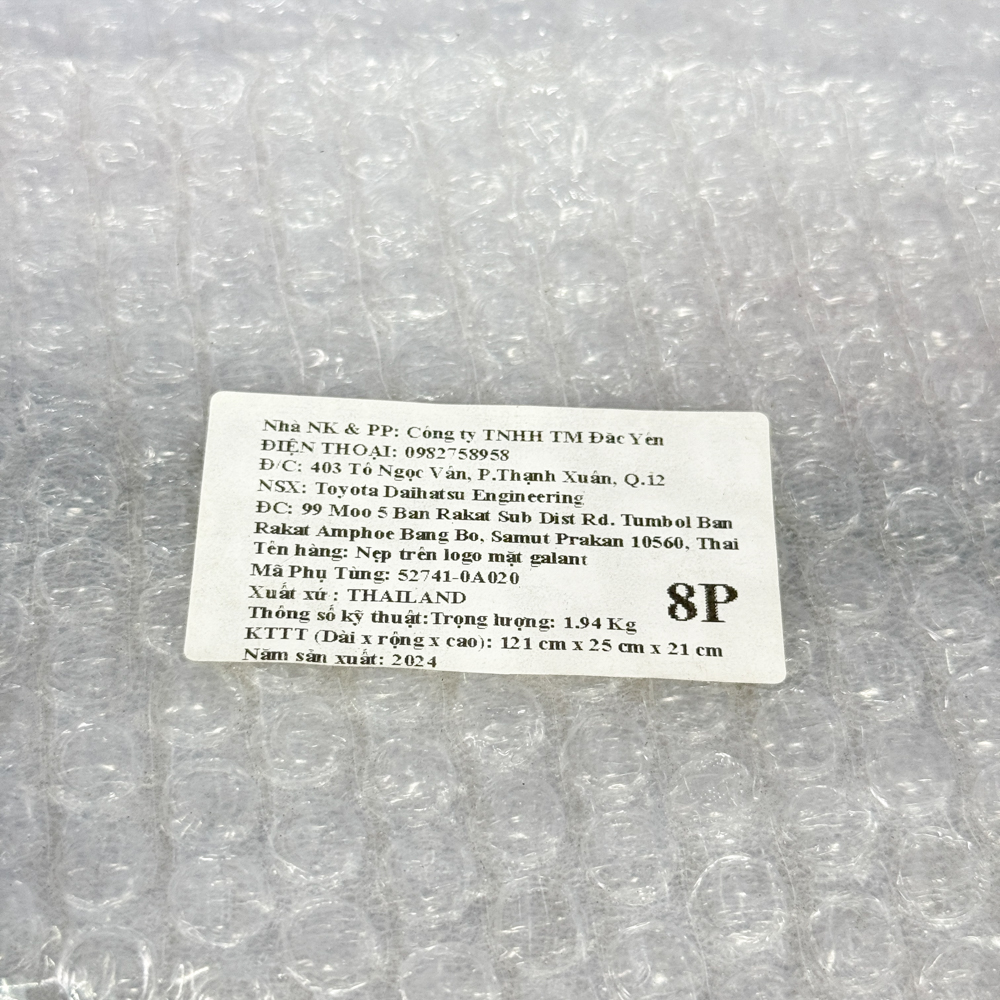 Nhà NK & PP: Công ty TNHH TM Đăc Yến
ĐIỆN THOẠI: 0982758958
Đ/C: 403 Tô Ngọc Vân, P.Thạnh Xuân, Q.12
NSX: Toyota Daihatsu Engineering
ĐC: 99 Moo 5 Ban Rakat Sub Dist Rd. Tumbol Ban
Rakat Amphoe Bang Bo, Samut Prakan 10560, Thai
Tên hàng: Nẹp trên logo mặt galant
Mã Phụ Tùng: 52741-0A020
Xuất xứ : THAILAND
8P
Thông số kỹ thuật:Trọng lượng: 1.94 Kg
KTTT (Dài x rộng x cao): 121 cm x 25 cm x 21 cm
Năm sản xuất: 2024